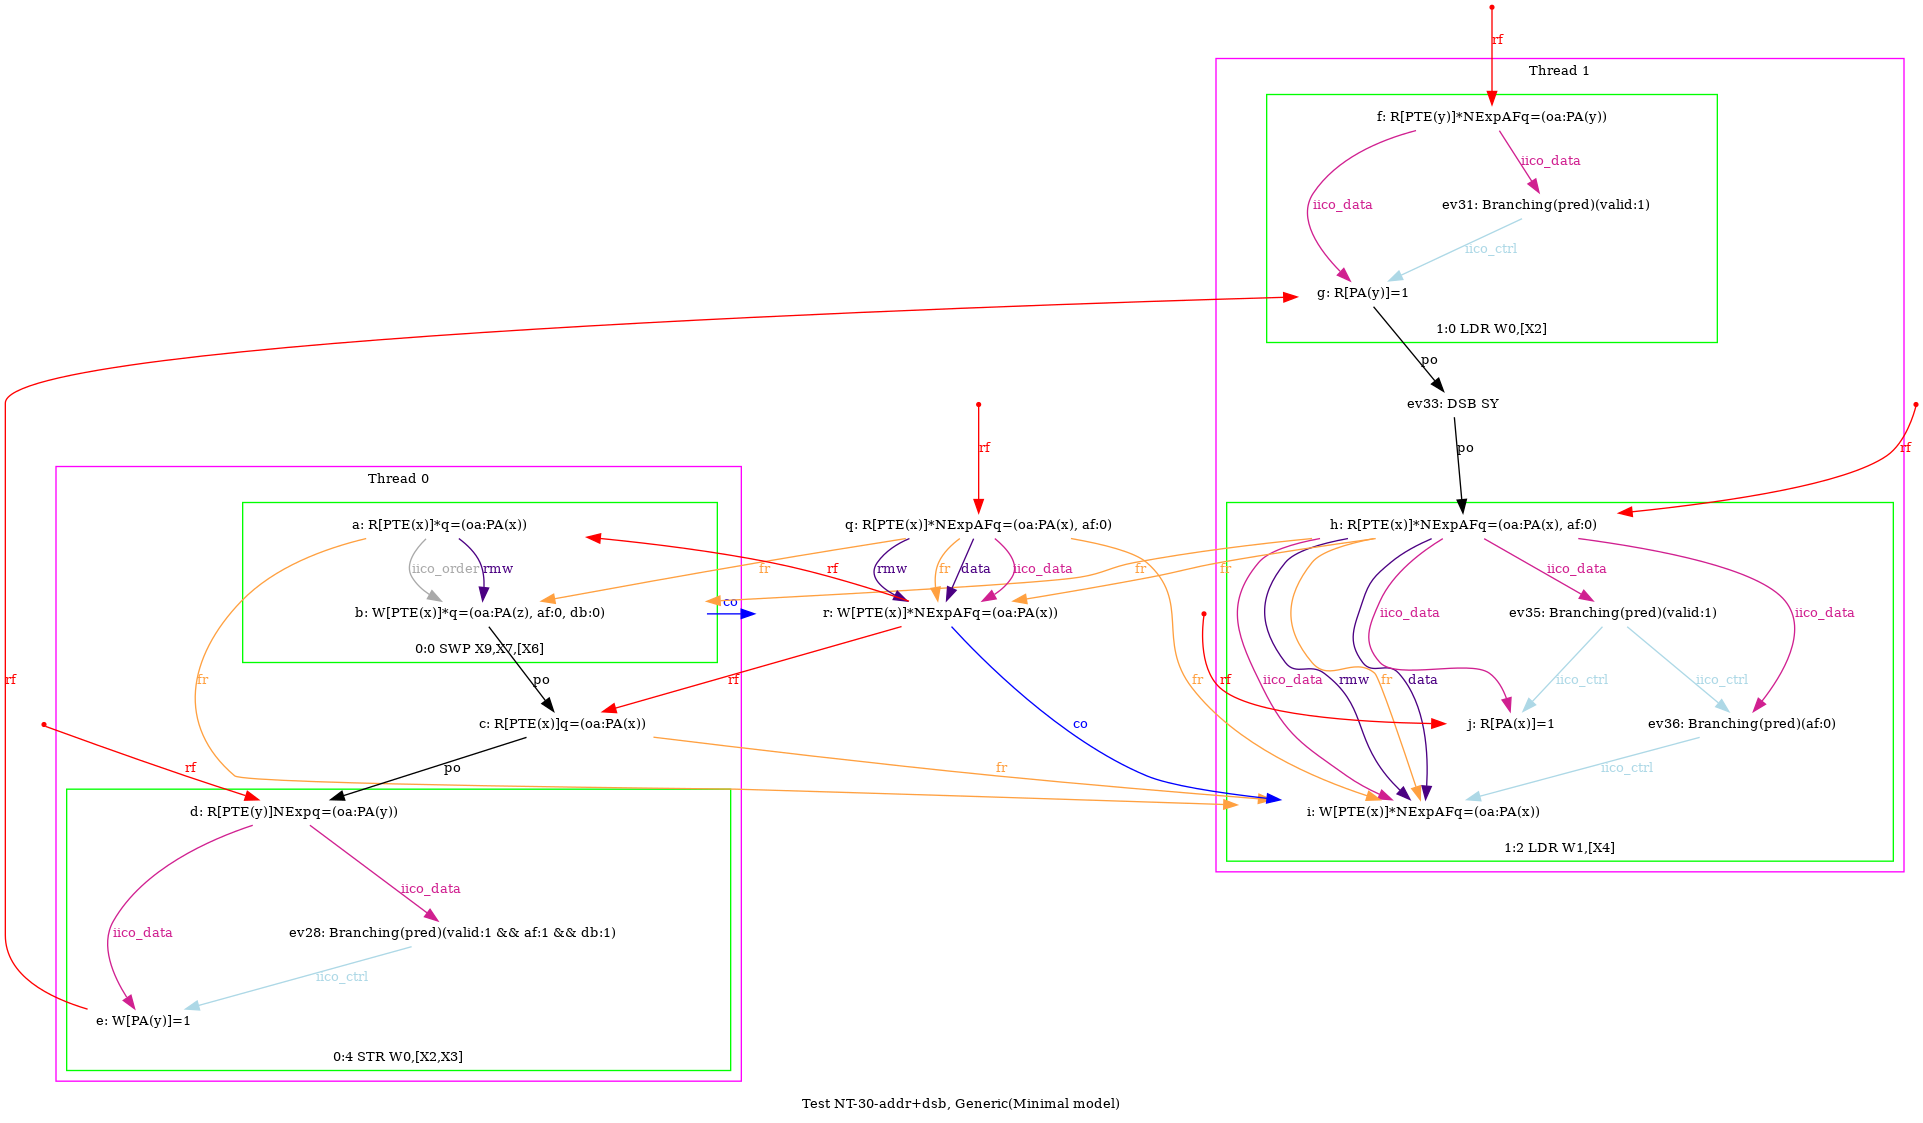 rf
Thread 1
f: R[PTE(y)]*NExpAFq=(oa:PA(y))
iico_data
iico_data
ev31: Branching(pred)(valid:1)
iico_ctrl
g: R[PA(y)]=1
1:0 LDR W0,[X2]
po
ev33: DSB SY
rf
po
rf
Thread 0
a: R[PTE(x)]*q=(oa:PA(x))
q: R[PTE(x)]*NExpAFq=(oa:PA(x), af:0)
h: R[PTE(x)]*NExpAFq=(oa:PA(x), af:0)
iico_order
rmw
fr
rf
rmw
fr
data
iico_data
fr
fr
iico_data
co
b: W[PTE(x)]*q=(oa:PA(z), af:0, db:0)
r: W[PTE(x)]*NExpAFq=(oa:PA(x))
iico_data
ev35: Branching(pred)(valid:1)
iico_data
0:0 SWP X9,X7,[X6]
rf
fr
po
rf
fr
rf
iico_data
rmw
fr
data
iico_ctrl
iico_ctrl
c: R[PTE(x)]q=(oa:PA(x))
co
j: R[PA(x)]=1
ev36: Branching(pred)(af:0)
rf
po
fr
iico_ctrl
d: R[PTE(y)]NExpq=(oa:PA(y))
i: W[PTE(x)]*NExpAFq=(oa:PA(x))
1:2 LDR W1,[X4]
iico_data
iico_data
ev28: Branching(pred)(valid:1 && af:1 && db:1)
iico_ctrl
e: W[PA(y)]=1
0:4 STR W0,[X2,X3]
Test NT-30-addr+dsb, Generic(Minimal model)